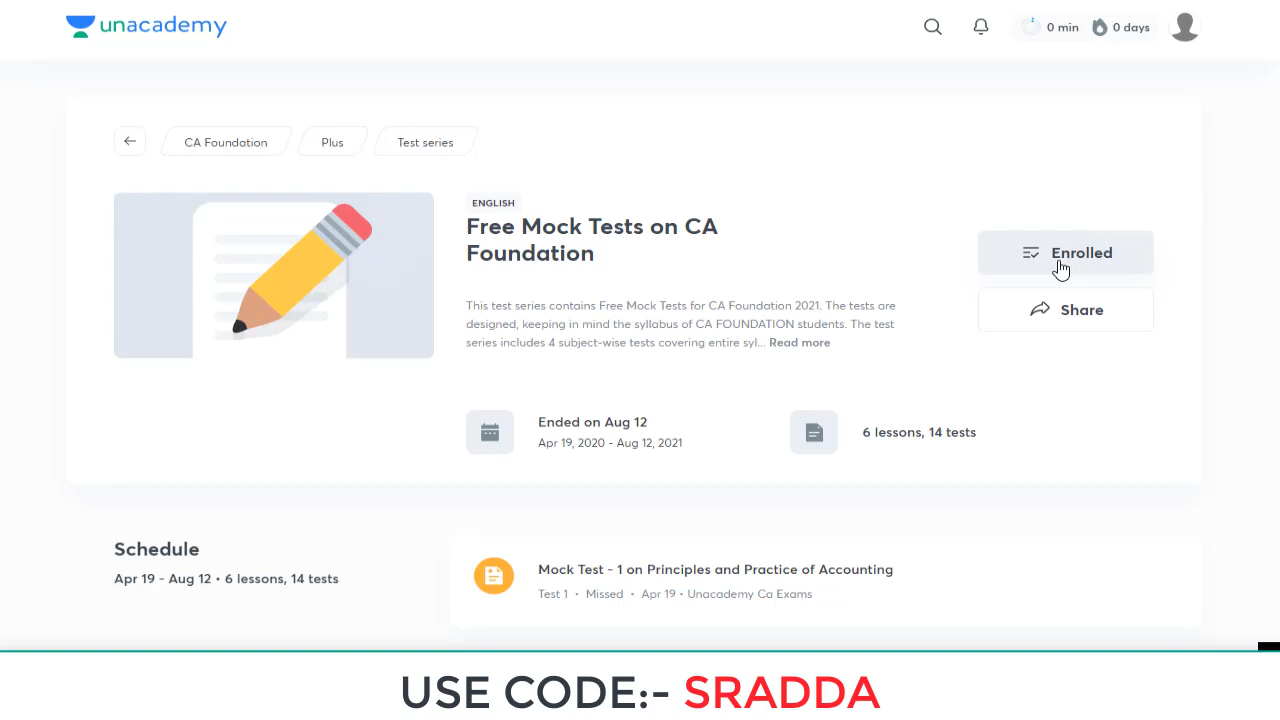 unacademy
0 min
0 days
CA Foundation
Plus
Test series
ENGLISH
Free Mock Tests on CA
Foundation
Enrolled
Share
This test series contains Free Mock Tests for CA Foundation 2021. The tests are
designed, keeping in mind the syllabus of CA FOUNDATION students. The test
series includes 4 subject-wise tests covering entire syl... Read more
Ended on Aug 12
Apr 19, 2020 - Aug 12, 2021
6 lessons, 14 tests
Schedule
Apr 19 - Aug 12 • 6 lessons, 14 tests
Mock Test - 1 on Principles and Practice of Accounting
Test 1 • Missed • Apr 19 • Unacademy Ca Exams
USE CODE:- SRADDA